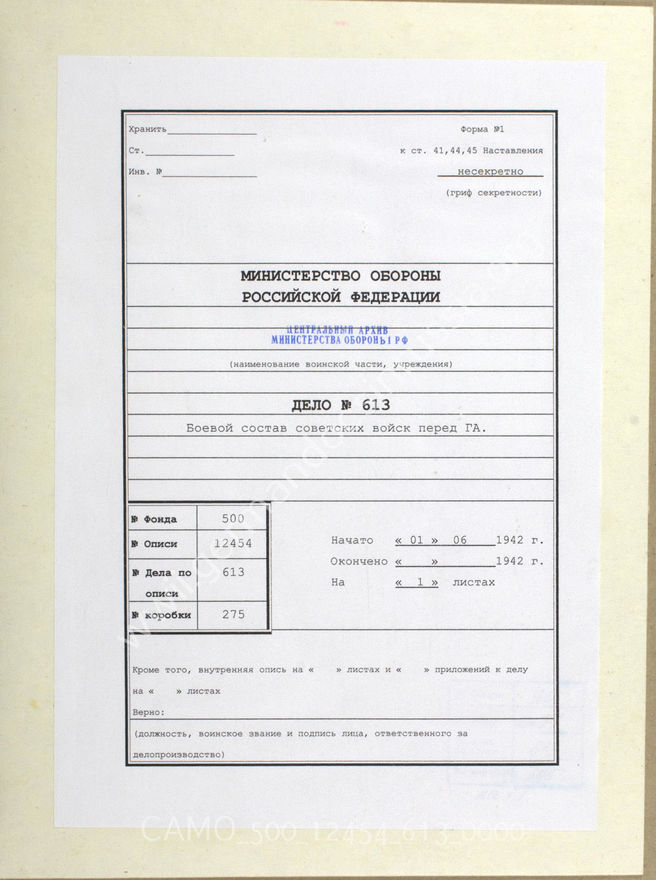 Хранить
Форма №1
Ст.
к ст. 41,44,45 Наставления
Инв. №
несекретно
(гриф секретности)
МИНИСТЕРСТВО ОБОРОНЫ
РОССИЙСКОЙ ФЕДЕРАЦИИ
ЦЕНТРАЛЬНЫЙ АРХИВ
МИНИСТЕРСТВА ОБОРОНЫ РФ
(наименование воинской части, учреждения)
ДЕЛО № 613
Боевой состав советских войск перед ГА.
№ Фонда 500
№ Описи 12454
№ Дела по описи 613
№ коробки 275
Начато « 01 » 06 1942 г.
Окончено « » 1942 г.
На « 1 » листах
Кроме того, внутренняя опись на « » листах и « » приложений к делу
на « » листах
Верно:
(должность, воинское звание и подпись лица, ответственного за
делопроизводство)
CAMO_500_12454_613_0000